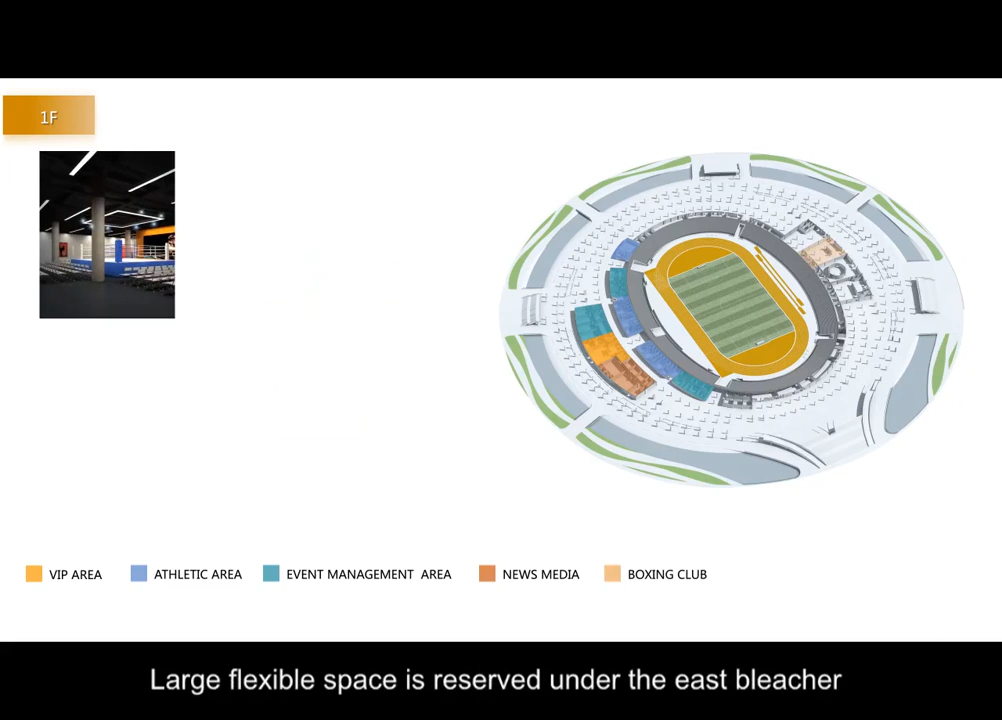 1F
VIP AREA
ATHLETIC AREA
EVENT MANAGEMENT AREA
NEWS MEDIA
BOXING CLUB
Large flexible space is reserved under the east bleacher